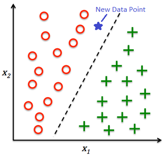 New Data Point
x₂
x₁